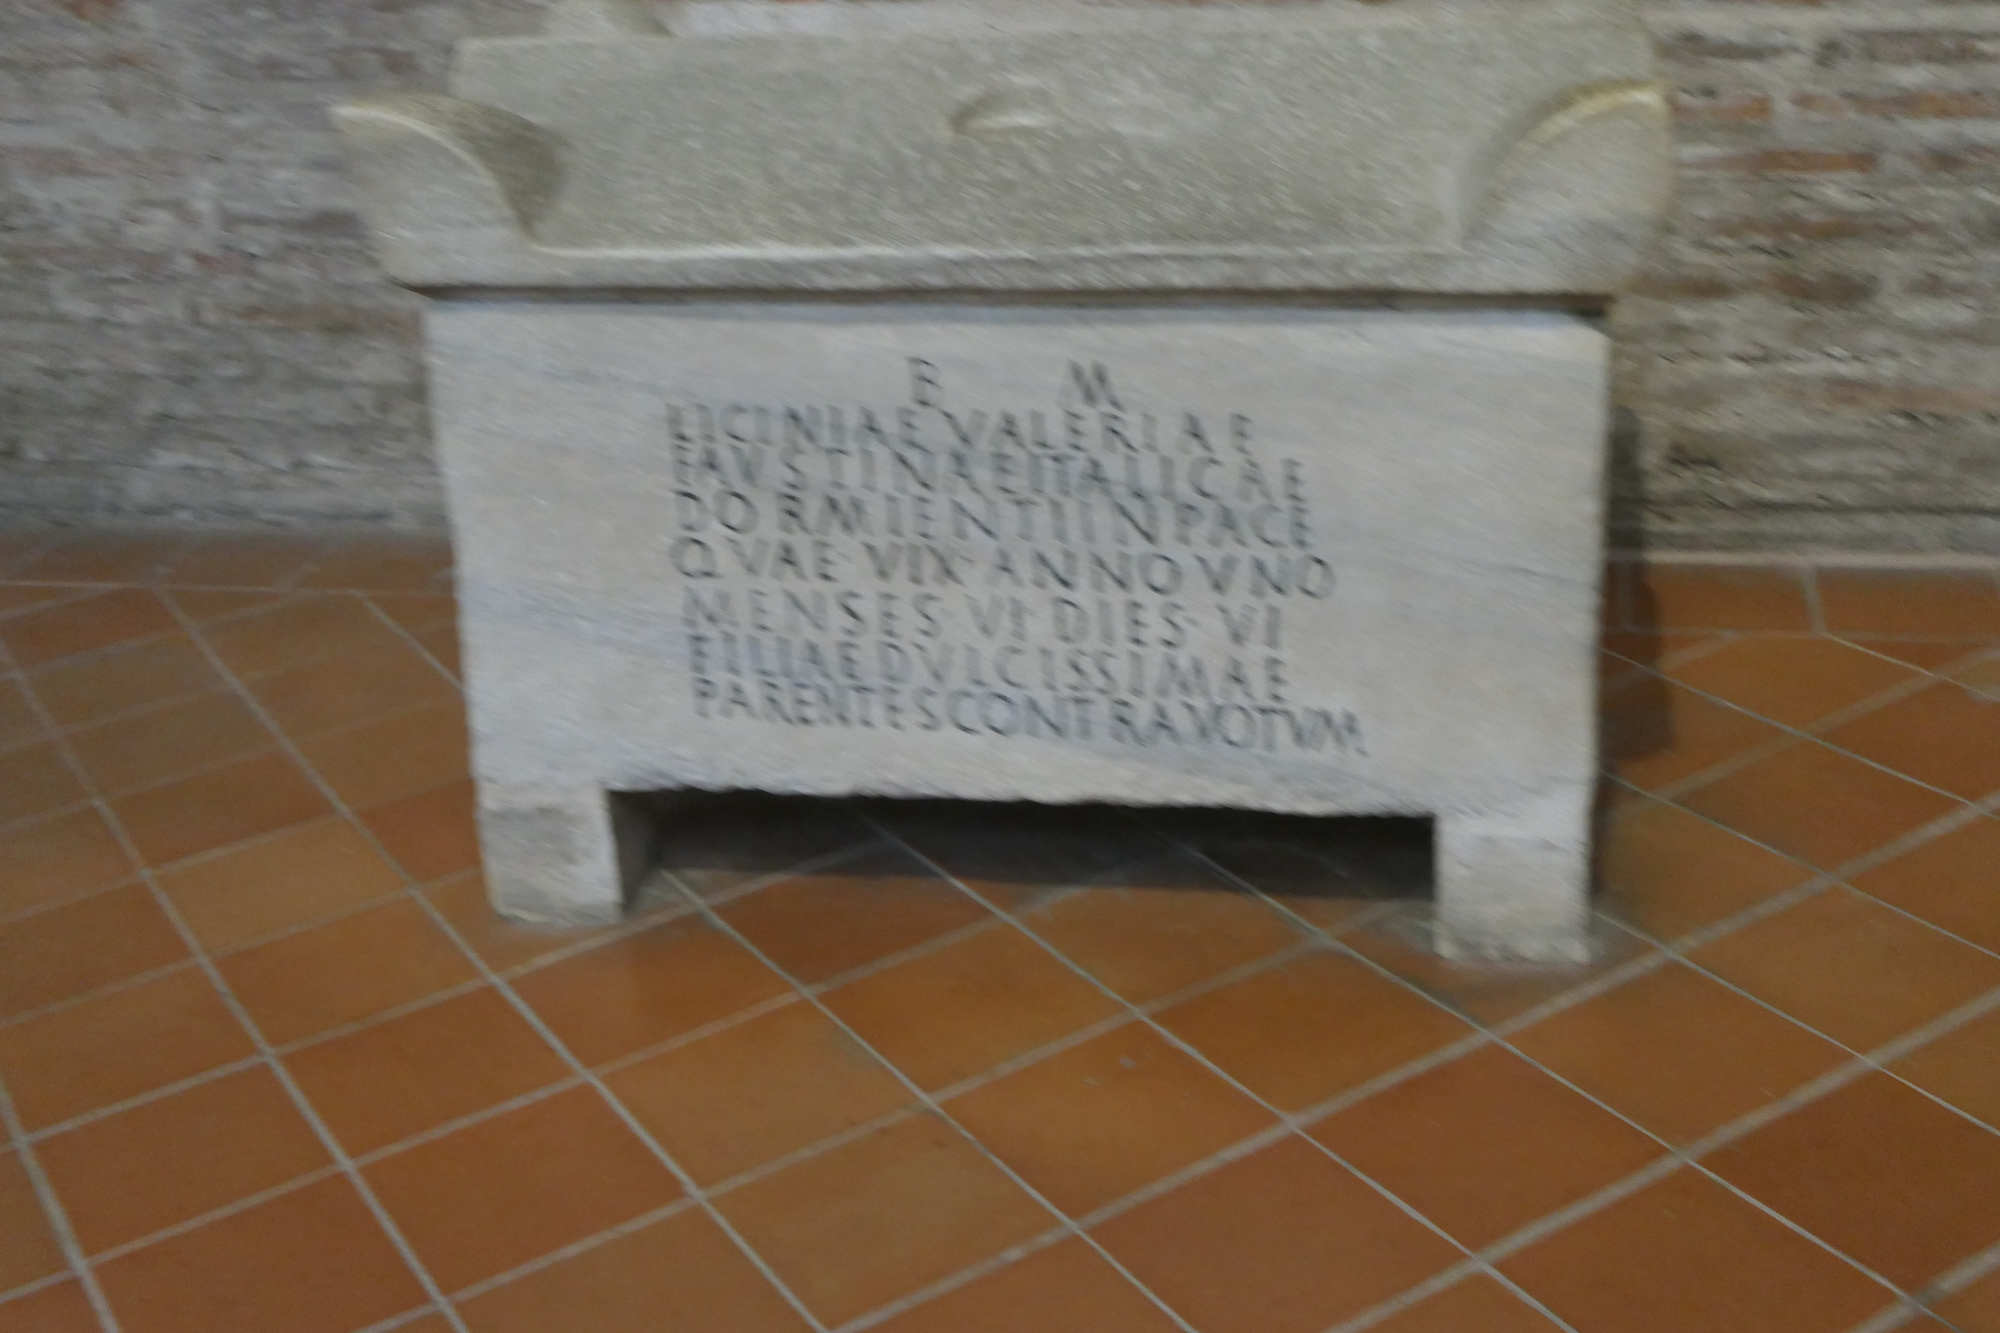 B M
LICINIAE VALERIAE
FAVSTINAE ITALICAE
DORMIENTI IN PACE
QVAE · VIX · ANNO VNO
MENSES · VI · DIES · VI
FILIAE DVLCISSIMAE
PARENTES CONTRA VOTVM